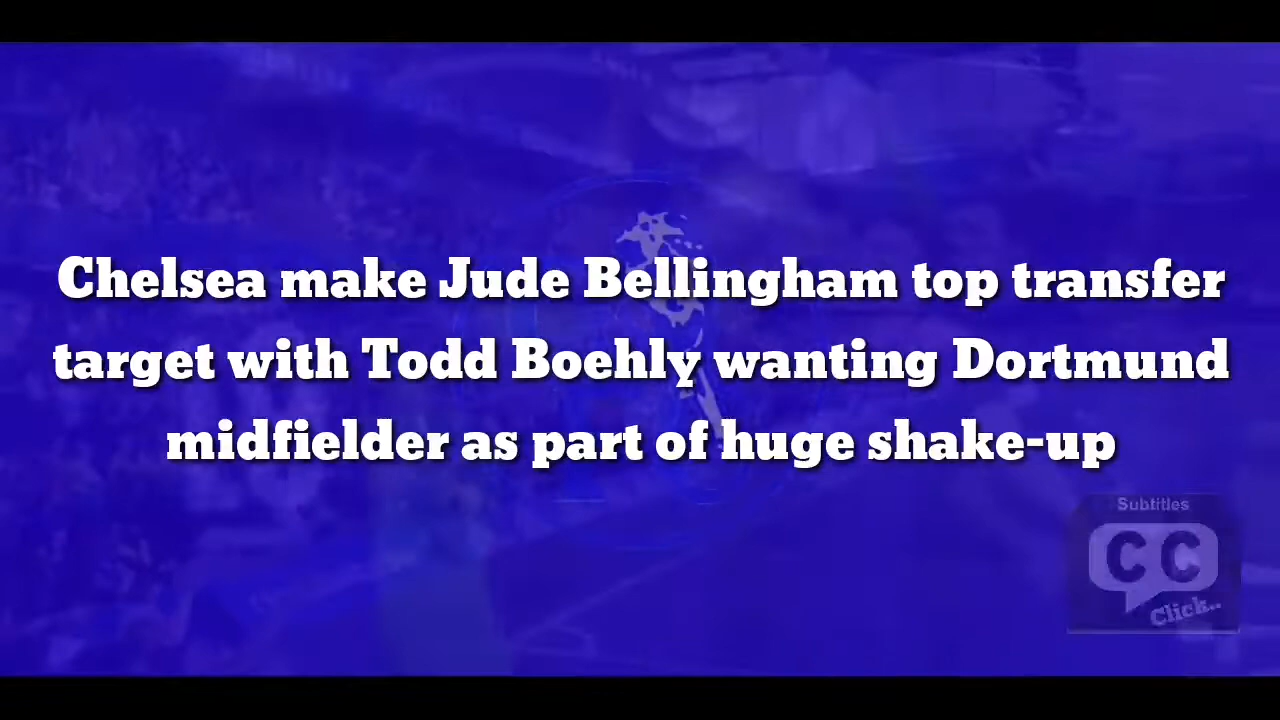 Chelsea make Jude Bellingham top transfer
target with Todd Boehly wanting Dortmund
midfielder as part of huge shake-up
Subtitles
CC
Click..